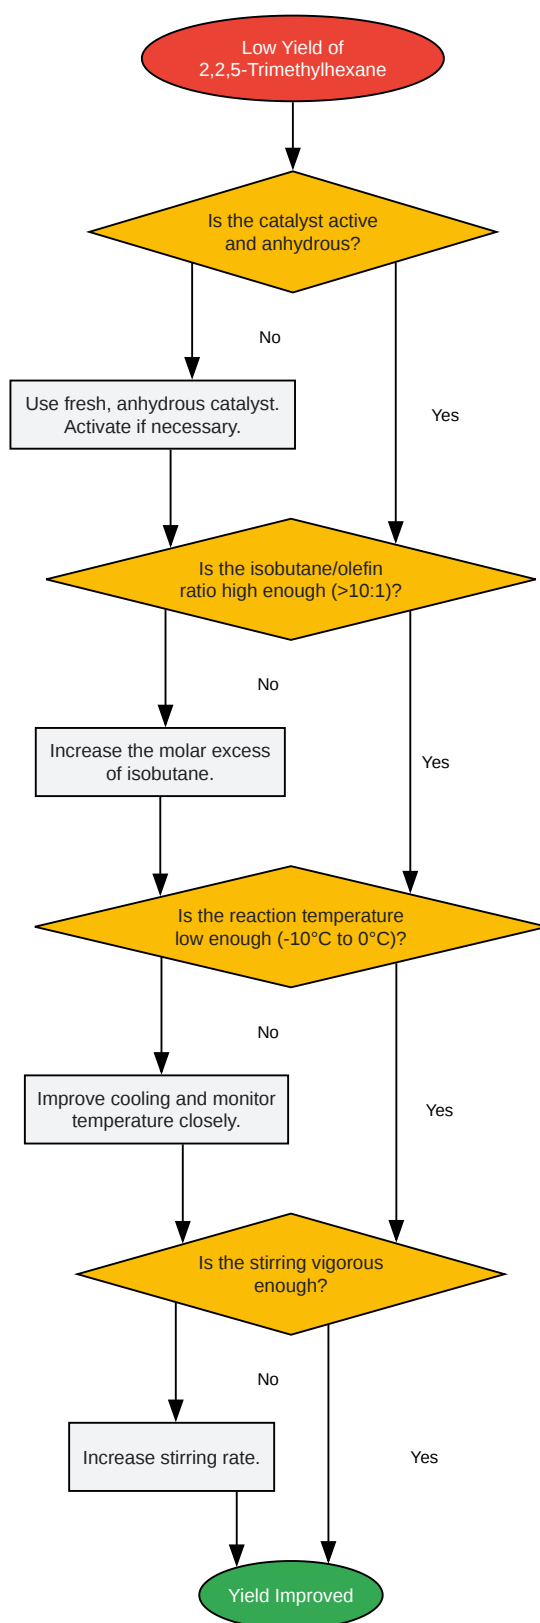 Low Yield of
2,2,5-Trimethylhexane
Is the catalyst active
and anhydrous?
No
Use fresh, anhydrous catalyst.
Activate if necessary.
Yes
Is the isobutane/olefin
ratio high enough (>10:1)?
No
Increase the molar excess
of isobutane.
Yes
Is the reaction temperature
low enough (-10°C to 0°C)?
No
Improve cooling and monitor
temperature closely.
Yes
Is the stirring vigorous
enough?
No
Increase stirring rate.
Yes
Yield Improved